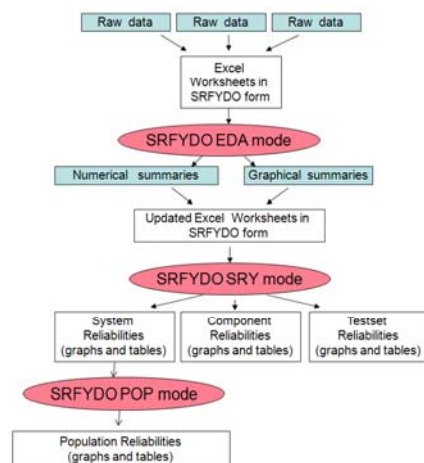 Raw data Raw data Raw data
Excel
Worksheets in
SRFYDO form
SRFYDO EDA mode
Numerical summaries Graphical summaries
Updated Excel Worksheets in
SRFYDO form
SRFYDO SRY mode
System
Reliabilities
(graphs and tables)
Component
Reliabilities
(graphs and tables)
Testset
Reliabilities
(graphs and tables)
SRFYDO POP mode
Population Reliabilities
(graphs and tables)